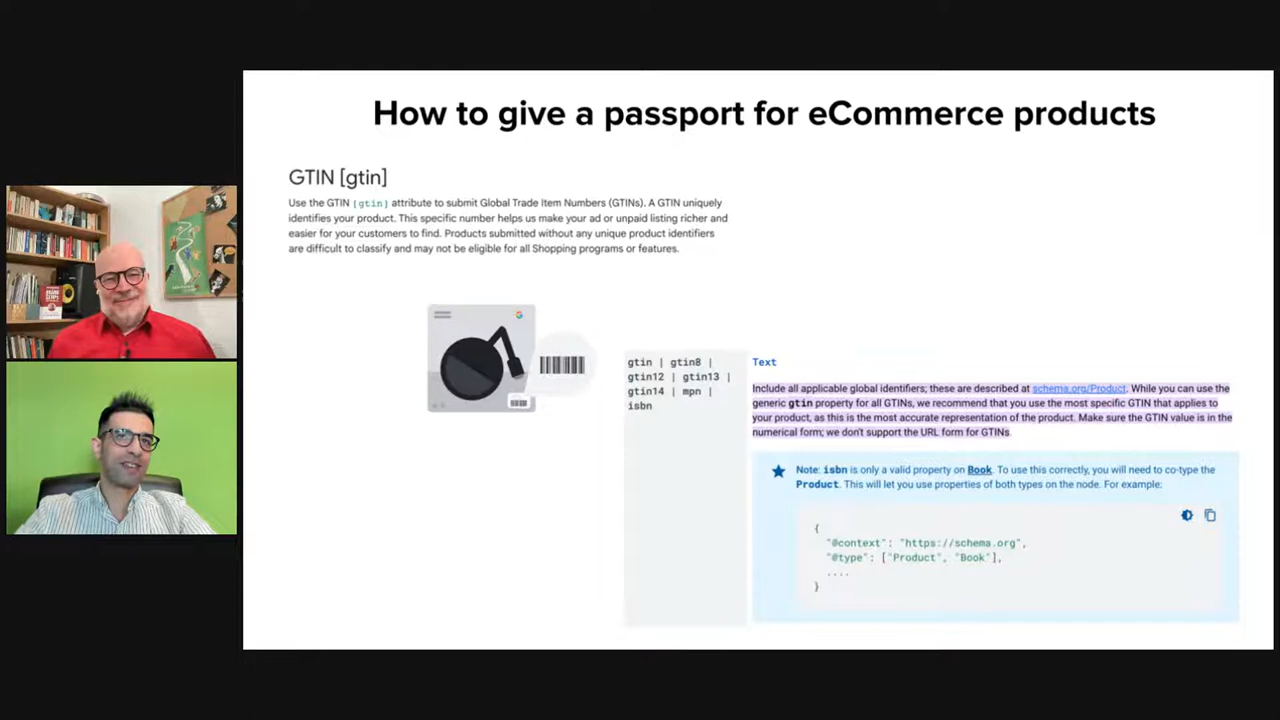 How to give a passport for eCommerce products
GTIN [gtin]
Use the GTIN [gtin] attribute to submit Global Trade Item Numbers (GTINs). A GTIN uniquely
identifies your product. This specific number helps us make your ad or unpaid listing richer and
easier for your customers to find. Products submitted without any unique product identifiers
are difficult to classify and may not be eligible for all Shopping programs or features.
gtin | gtin8 |
gtin12 | gtin13 |
gtin14 | mpn |
isbn
Text
Include all applicable global identifiers; these are described at schema.org/Product. While you can use the
generic gtin property for all GTINs, we recommend that you use the most specific GTIN that applies to
your product, as this is the most accurate representation of the product. Make sure the GTIN value is in the
numerical form; we don't support the URL form for GTINs.
Note: isbn is only a valid property on Book. To use this correctly, you will need to co-type the
Product. This will let you use properties of both types on the node. For example:
{
"@context": "https://schema.org",
"@type": ["Product", "Book"],
....
}